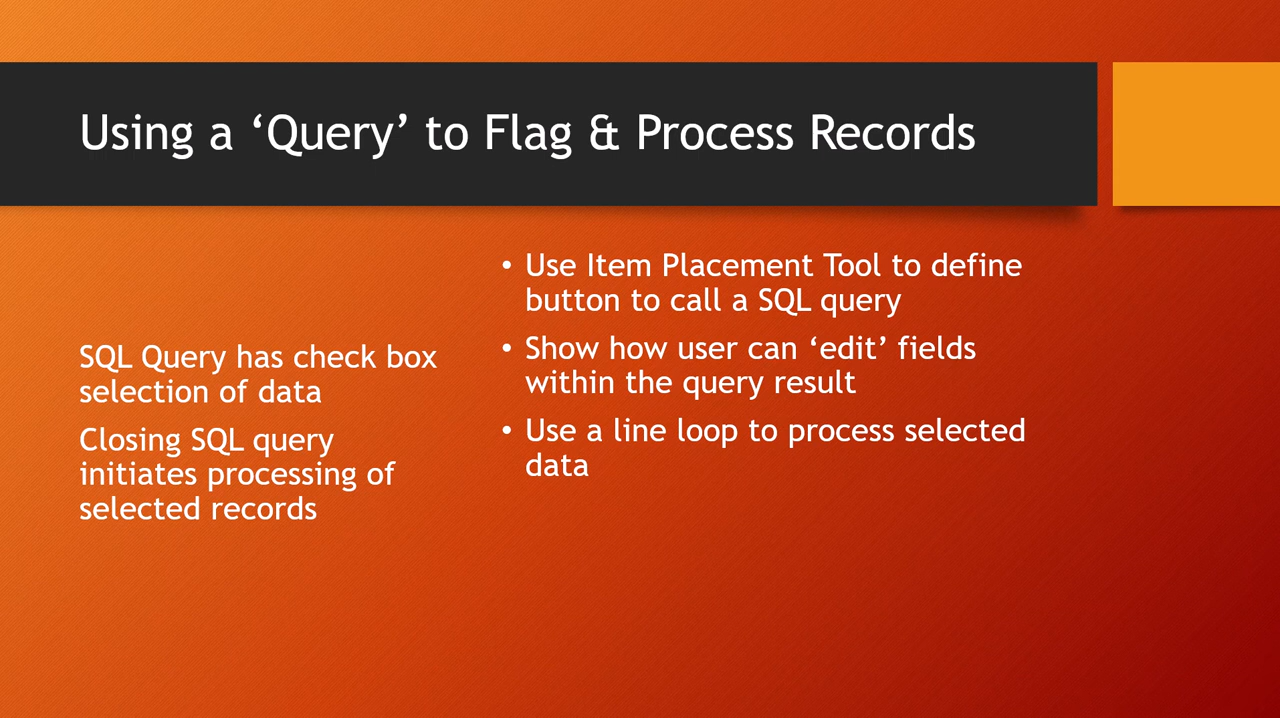 Using a ‘Query’ to Flag & Process Records
SQL Query has check box
selection of data
Closing SQL query
initiates processing of
selected records
• Use Item Placement Tool to define
button to call a SQL query
• Show how user can ‘edit’ fields
within the query result
• Use a line loop to process selected
data